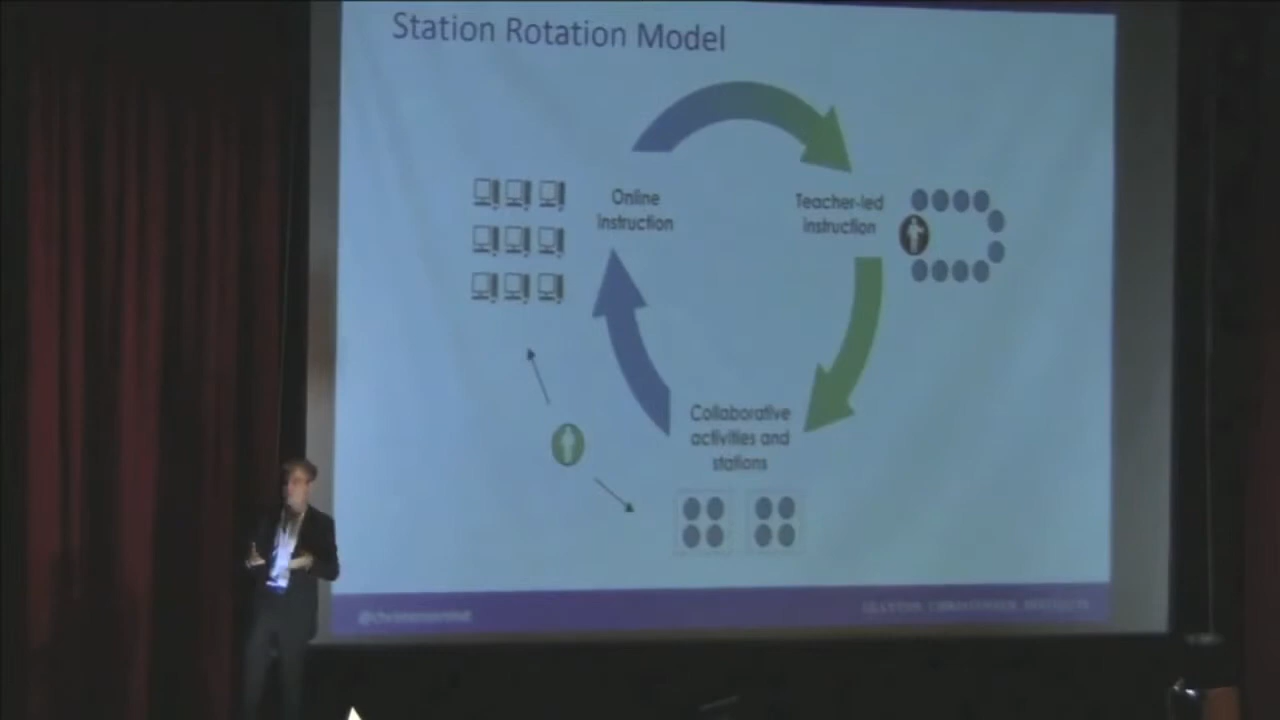 Station Rotation Model
Online
instruction
Teacher-led
instruction
Collaborative
activities and
stations